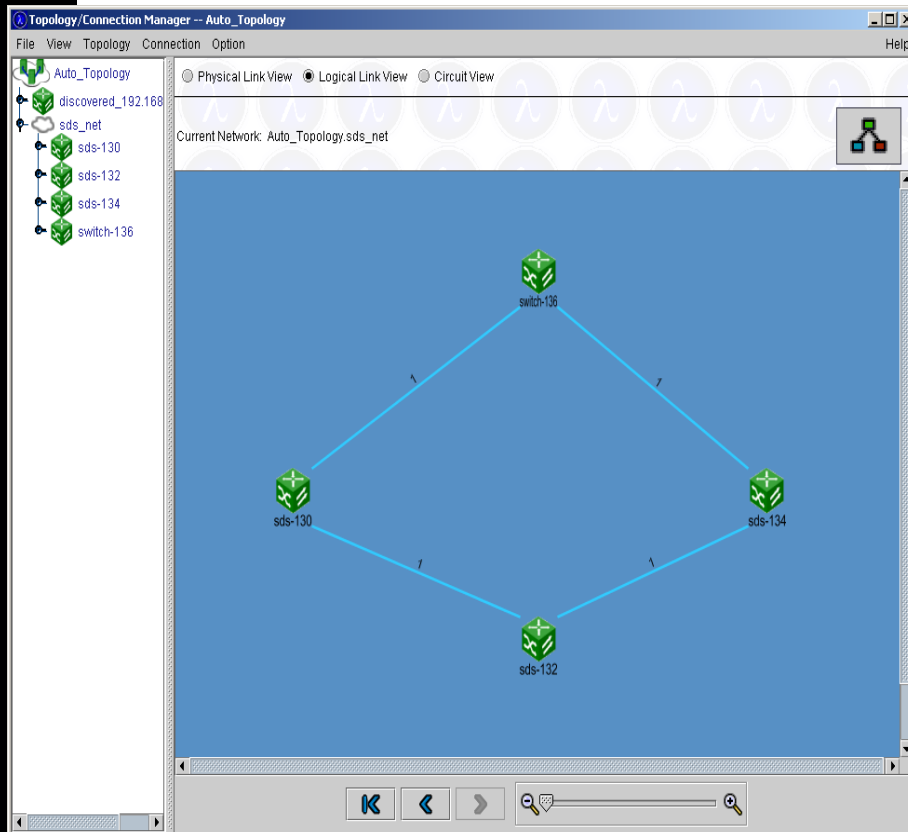 Topology/Connection Manager -- Auto_Topology
File View Topology Connection Option Help
Auto_Topology
discovered_192.168
sds_net
sds-130
sds-132
sds-134
switch-136
Physical Link View Logical Link View Circuit View
Current Network: Auto_Topology.sds_net
switch-136
1
1
sds-130
sds-134
1
1
sds-132